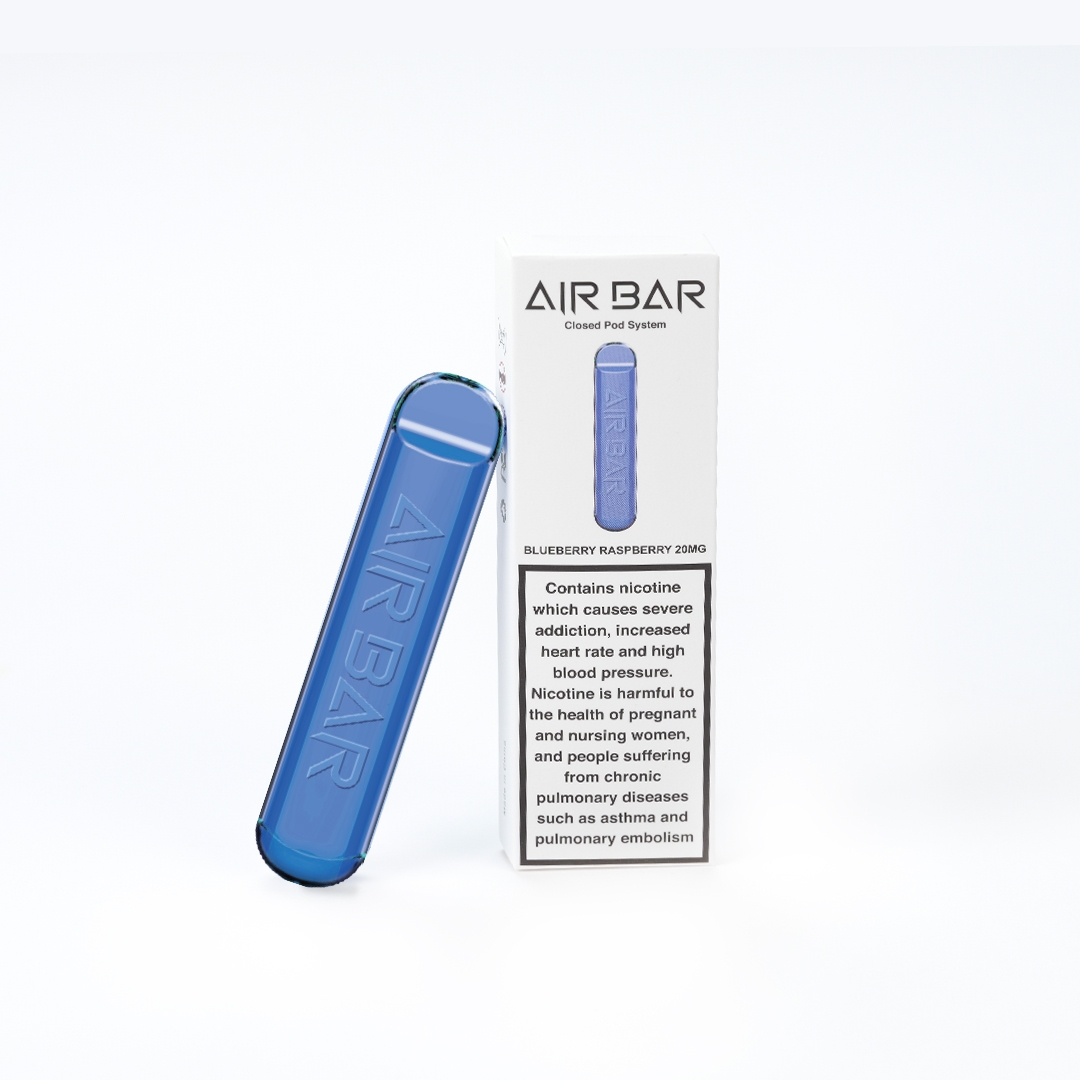 AIR BAR
AIR BAR
Closed Pod System
AIR BAR
BLUEBERRY RASPBERRY 20MG
Contains nicotine
which causes severe
addiction, increased
heart rate and high
blood pressure.
Nicotine is harmful to
the health of pregnant
and nursing women,
and people suffering
from chronic
pulmonary diseases
such as asthma and
pulmonary embolism